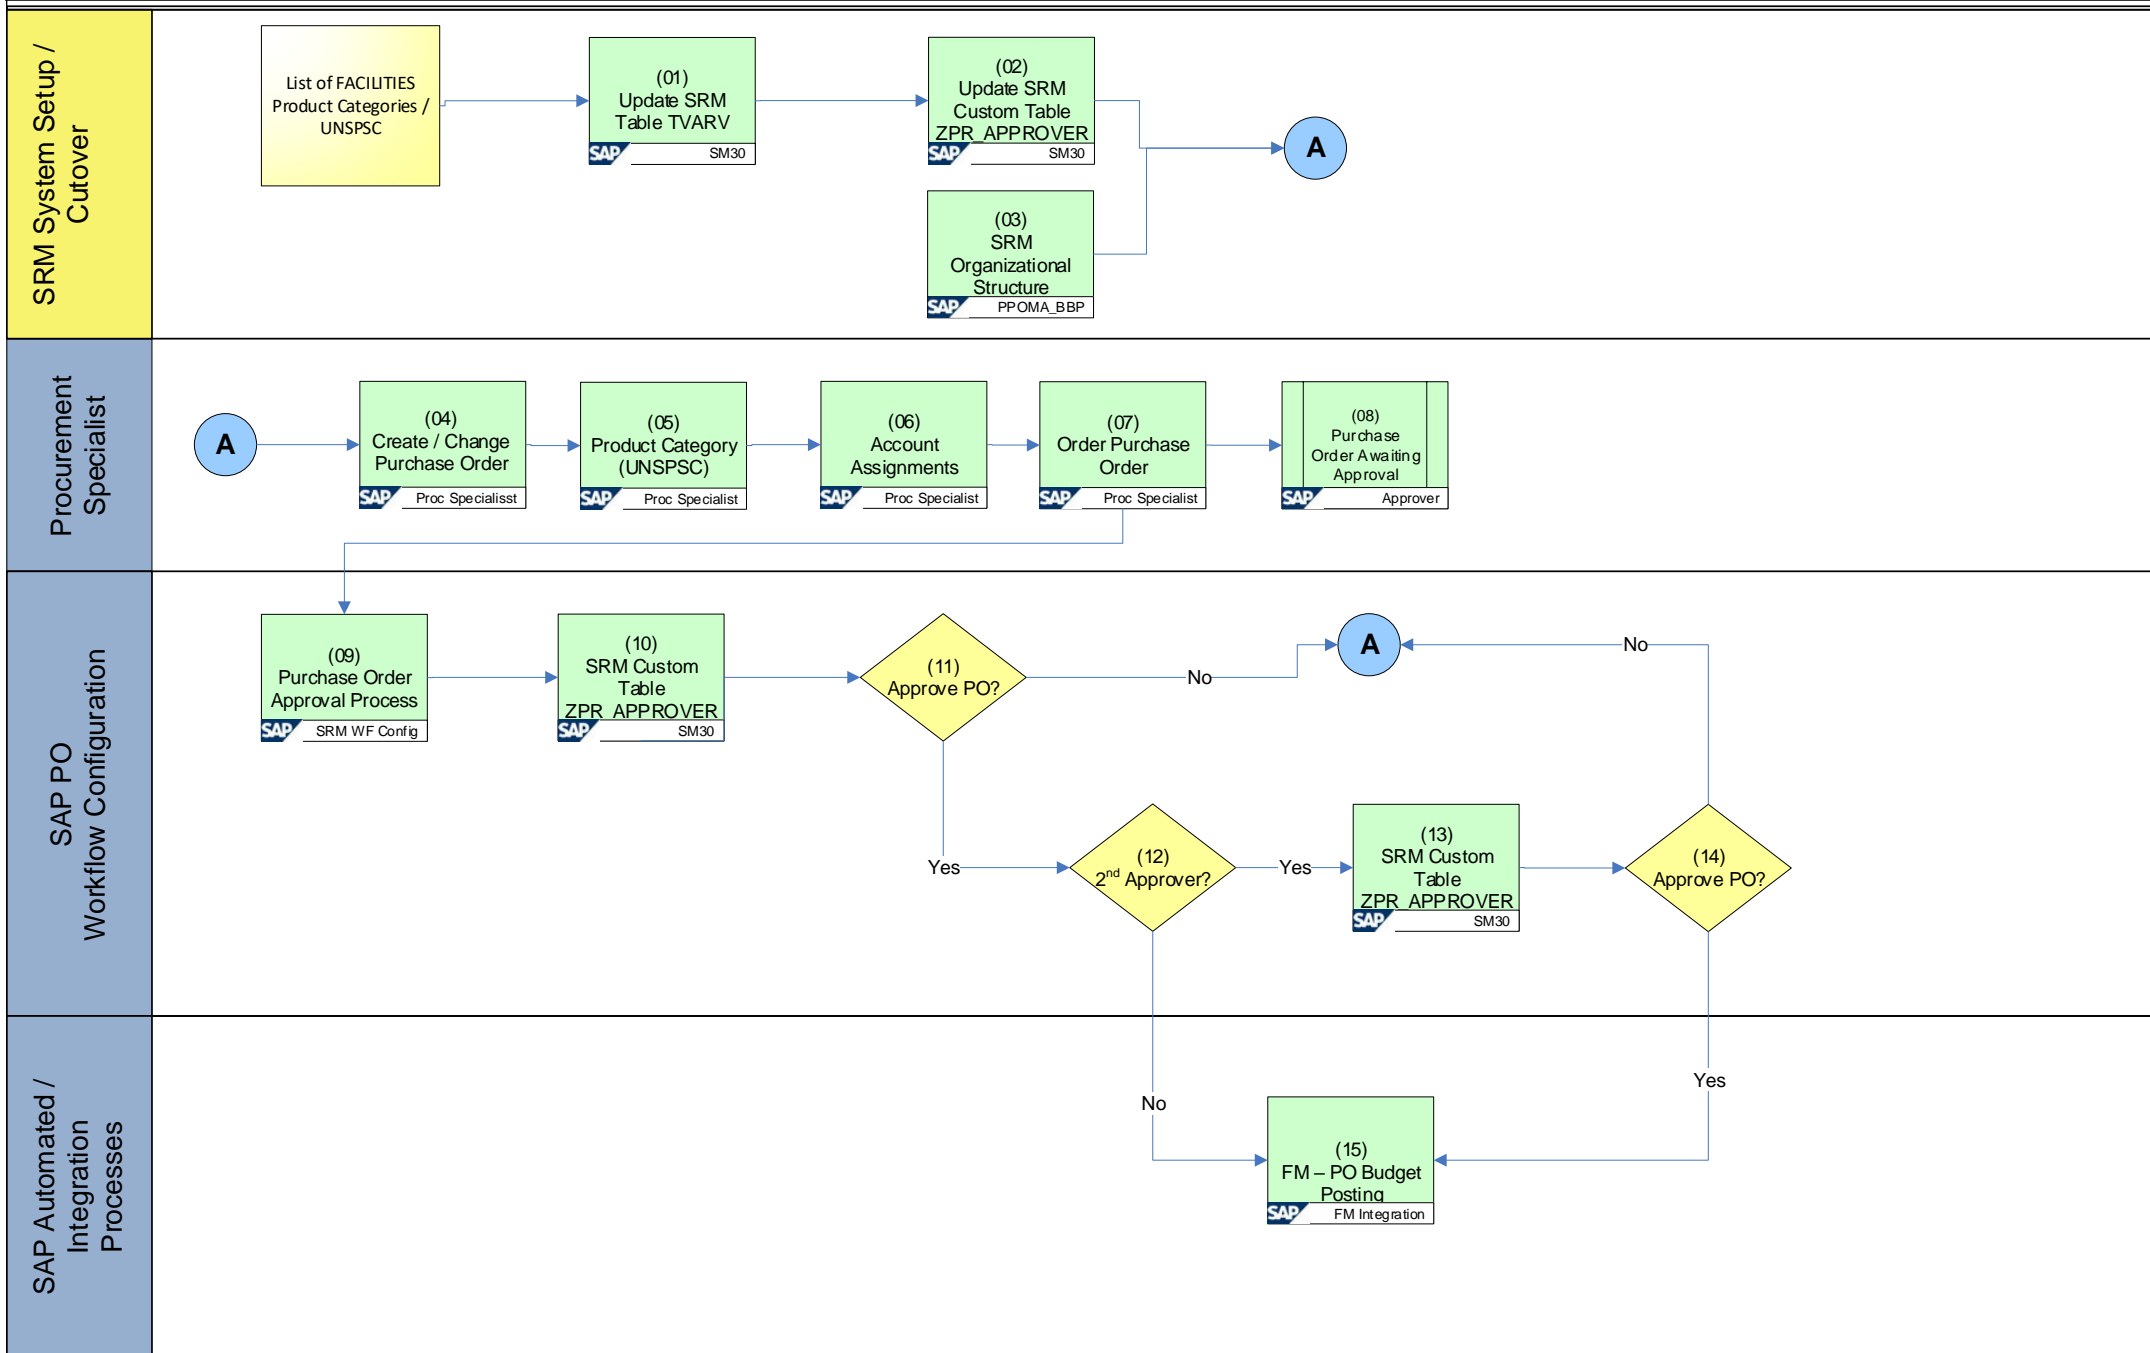 SRM System Setup /
Cutover
List of FACILITIES
Product Categories /
UNSPSC
(01)
Update SRM
Table TVARV
SAP
SM30
(02)
Update SRM
Custom Table
ZPR_APPROVER
SAP
SM30
A
(03)
SRM
Organizational
Structure
SAP
PPOMA_BBP
Procurement
Specialist
A
(04)
Create / Change
Purchase Order
SAP
Proc Specialisst
(05)
Product Category
(UNSPSC)
SAP
Proc Specialist
(06)
Account
Assignments
SAP
Proc Specialist
(07)
Order Purchase
Order
SAP
Proc Specialist
(08)
Purchase
Order Awaiting
Approval
SAP
Approver
SAP PO
Workflow Configuration
(09)
Purchase Order
Approval Process
SAP
SRM WF Config
(10)
SRM Custom
Table
ZPR_APPROVER
SAP
SM30
(11)
Approve PO?
No
A
No
Yes
(12)
2nd Approver?
Yes
(13)
SRM Custom
Table
ZPR_APPROVER
SAP
SM30
(14)
Approve PO?
SAP Automated /
Integration
Processes
No
Yes
(15)
FM – PO Budget
Posting
SAP
FM Integration